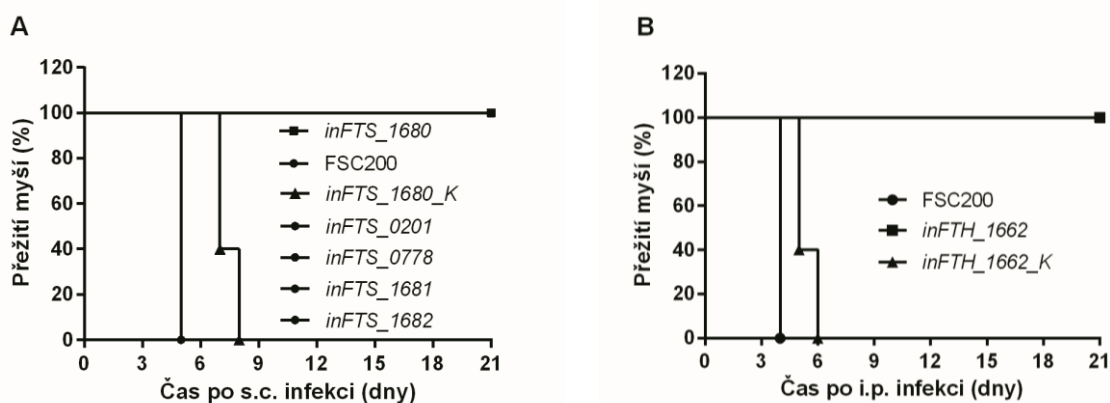 A
120
100
80
60
40
20
0
Přežití myší (%)
inFTS_1680
FSC200
inFTS_1680_K
inFTS_0201
inFTS_0778
inFTS_1681
inFTS_1682
0 3 6 9 12 15 18 21
Čas po s.c. infekci (dny)
B
120
100
80
60
40
20
0
Přežití myší (%)
FSC200
inFTH_1662
inFTH_1662_K
0 3 6 9 12 15 18 21
Čas po i.p. infekci (dny)